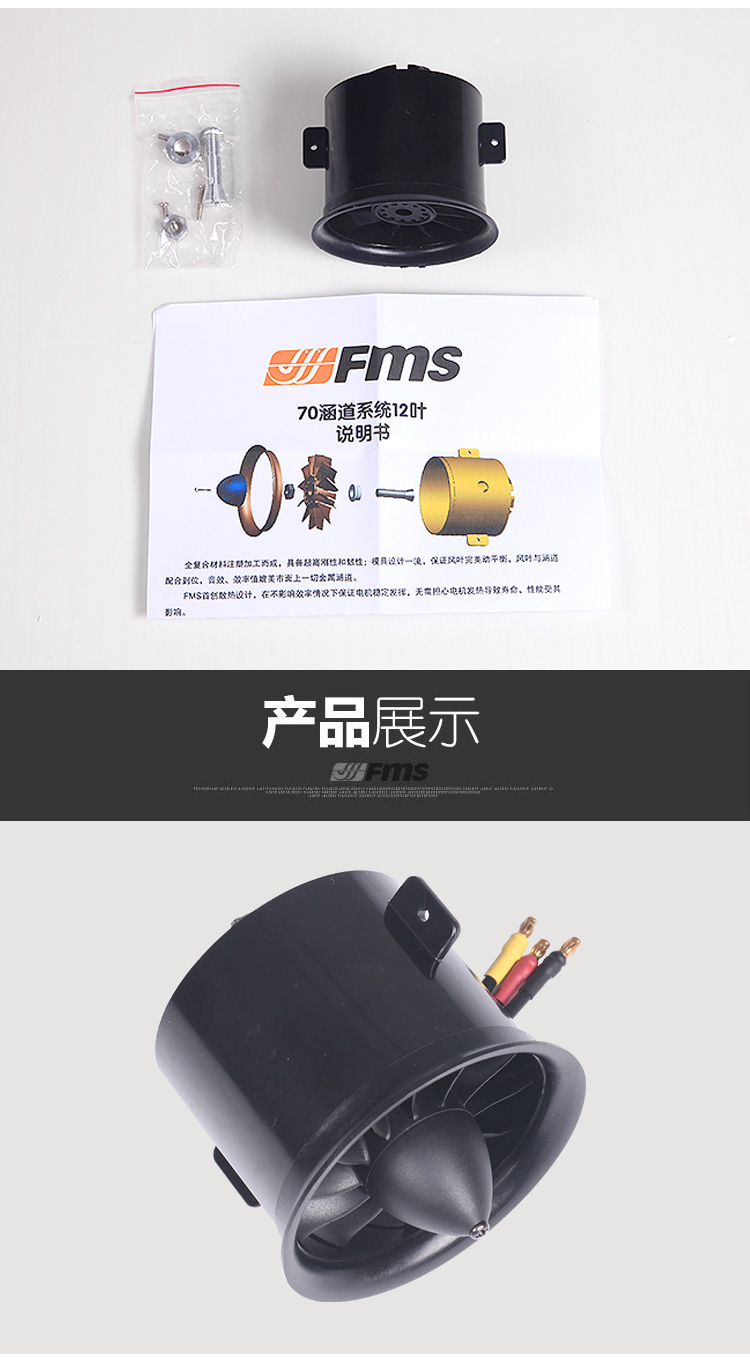 FMS
70涵道系统12叶
说明书
全复合材料注塑加工而成，具备超高刚性和韧性；模具设计一流，保证风叶完美动平衡，风叶与涵道
配合到位，音效、效率值媲美市面上一切金属涵道。
FMS首创散热设计，在不影响效率情况下保证电机稳定发挥，无需担心电机发热导致寿命、性能受其
影响。
产品展示
FMS